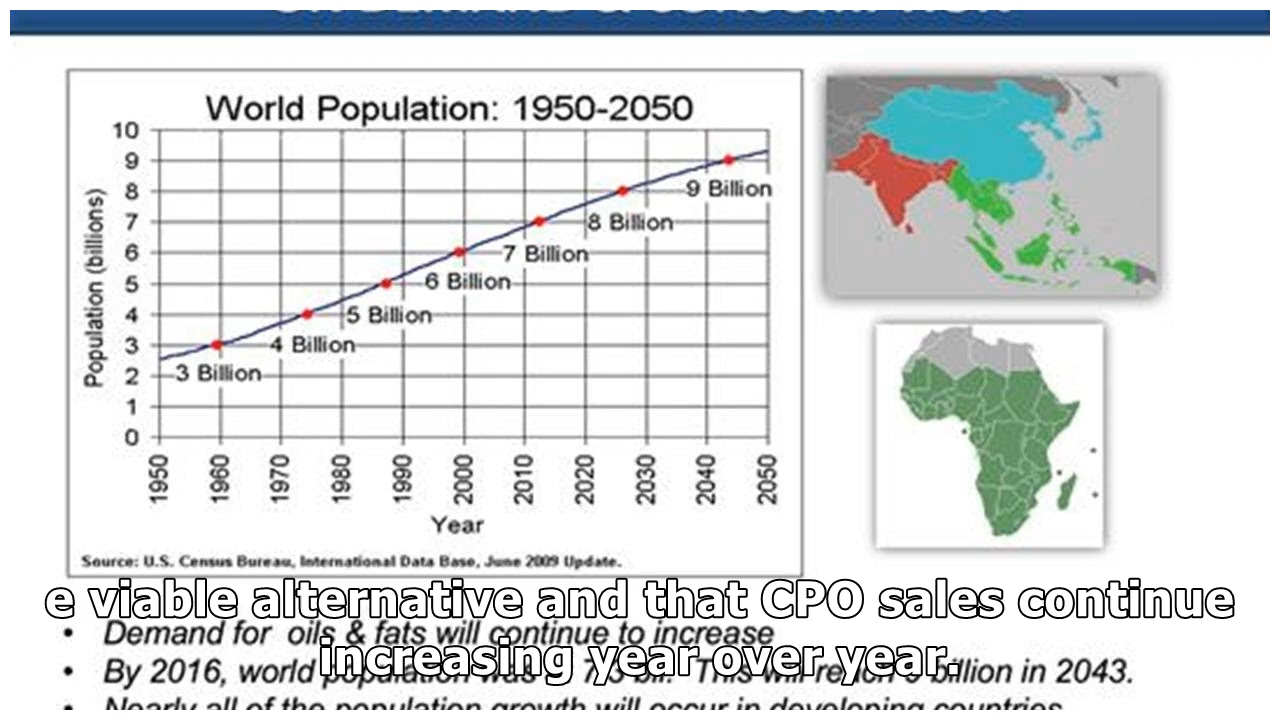 World Population: 1950-2050
Population (billions)
10
9
8
7
6
5
4
3
2
1
0
3 Billion
4 Billion
5 Billion
6 Billion
7 Billion
8 Billion
9 Billion
1950
1960
1970
1980
1990
2000
2010
2020
2030
2040
2050
Year
Source: U.S. Census Bureau, International Data Base, June 2009 Update.
e viable alternative and that CPO sales continue
increasing year over year.
• Demand for oils & fats will continue to increase
• By 2016, world population was 7.3 bil. This will reach 9 billion in 2043.
• Nearly all of the population growth will occur in developing countries